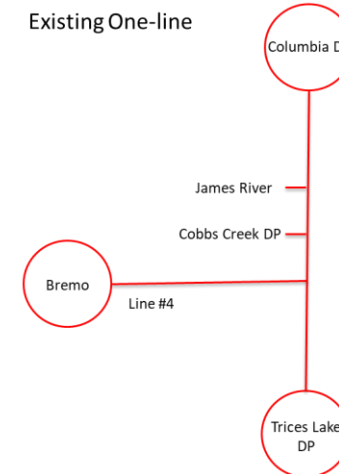 Existing One-line
Columbia D
James River
Cobbs Creek DP
Bremo
Line #4
Trices Lake
DP